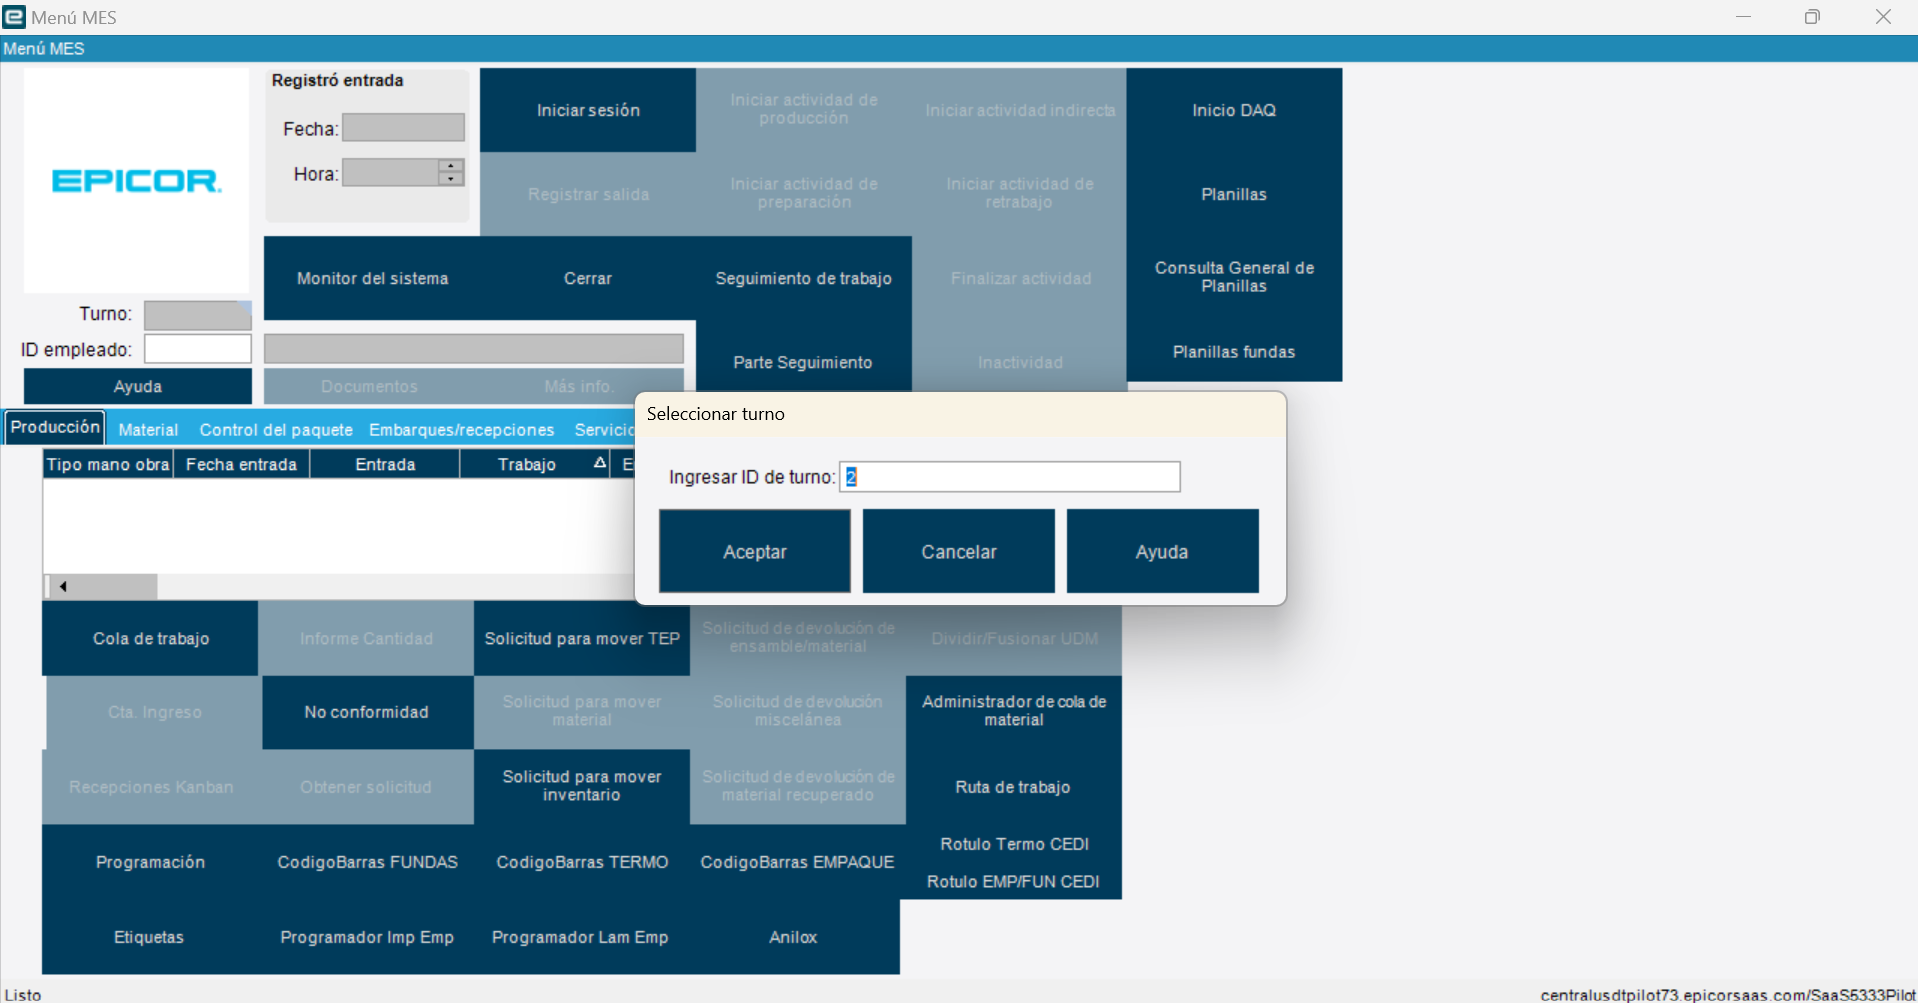 Menú MES
Menú MES
EPICOR.
Registró entrada
Fecha:
Hora:
Iniciar sesión
Iniciar actividad de
producción
Iniciar actividad indirecta
Inicio DAQ
Registrar salida
Iniciar actividad de
preparación
Iniciar actividad de
retrabajo
Planillas
Monitor del sistema
Cerrar
Seguimiento de trabajo
Finalizar actividad
Consulta General de
Planillas
Turno:
ID empleado:
Parte Seguimiento
Inactividad
Planillas fundas
Ayuda
Documentos
Más info.
Producción
Material
Control del paquete
Embarques/recepciones
Servicio
Tipo mano obra
Fecha entrada
Entrada
Trabajo
E
Seleccionar turno
Ingresar ID de turno:
2
Aceptar
Cancelar
Ayuda
Cola de trabajo
Informe Cantidad
Solicitud para mover TEP
Solicitud de devolución de
ensamble/material
Dividir/Fusionar UDM
Cta. Ingreso
No conformidad
Solicitud para mover
material
Solicitud de devolución
miscelánea
Administrador de cola de
material
Recepciones Kanban
Obtener solicitud
Solicitud para mover
inventario
Solicitud de devolución de
material recuperado
Ruta de trabajo
Programación
CodigoBarras FUNDAS
CodigoBarras TERMO
CodigoBarras EMPAQUE
Rotulo Termo CEDI
Rotulo EMP/FUN CEDI
Etiquetas
Programador Imp Emp
Programador Lam Emp
Anilox
Listo
centralusdtpilot73.epicorsaas.com/SaaS5333Pilot